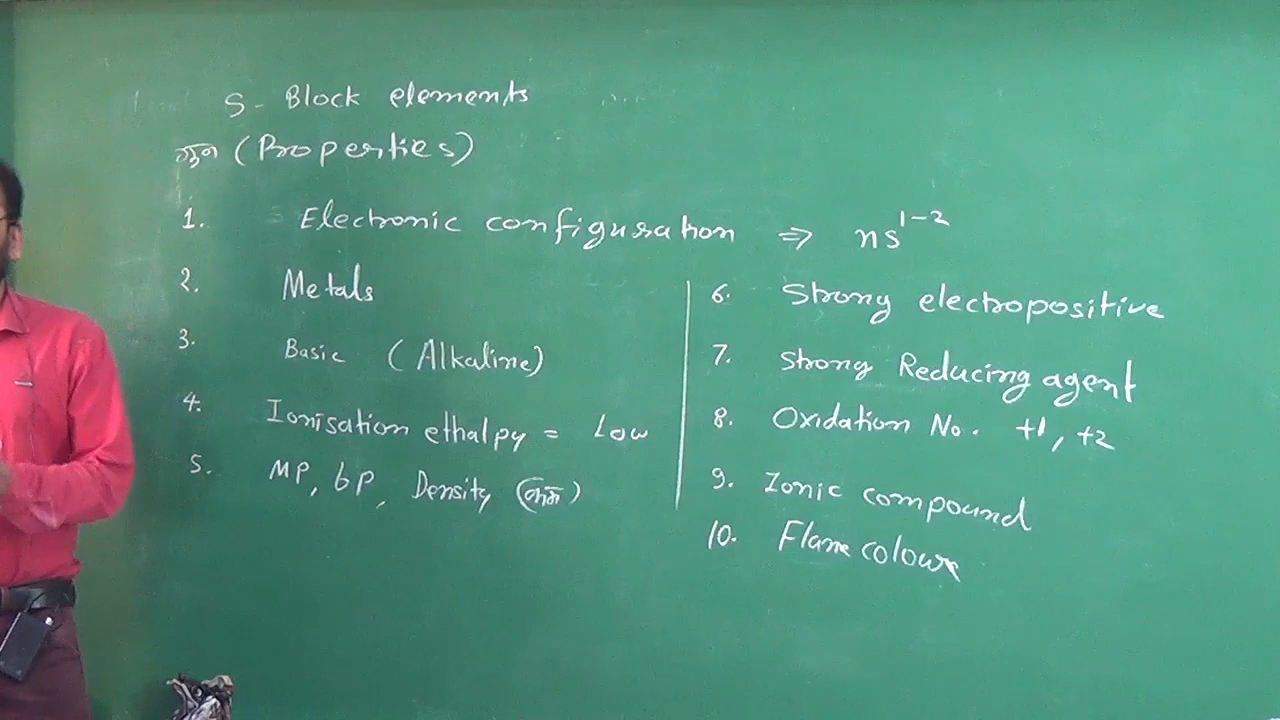 S- Block elements
गुण (Properties)
1. Electronic configuration ⇒ ns¹⁻²
2. Metals
3. Basic (Alkaline)
4. Ionisation ethalpy = Low
5. MP, bP, Density (कम)
6. Strong electropositive
7. Strong Reducing agent
8. Oxidation No. +1, +2
9. Ionic compound
10. Flame colour